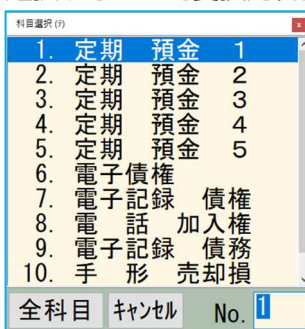 科目選択 (テ)
1. 定期 預金 1
2. 定期 預金 2
3. 定期 預金 3
4. 定期 預金 4
5. 定期 預金 5
6. 電子債権
7. 電子記録 債権
8. 電 話 加入権
9. 電子記録 債務
10. 手 形 売却損
全科目 ｷｬﾝｾﾙ No. 1